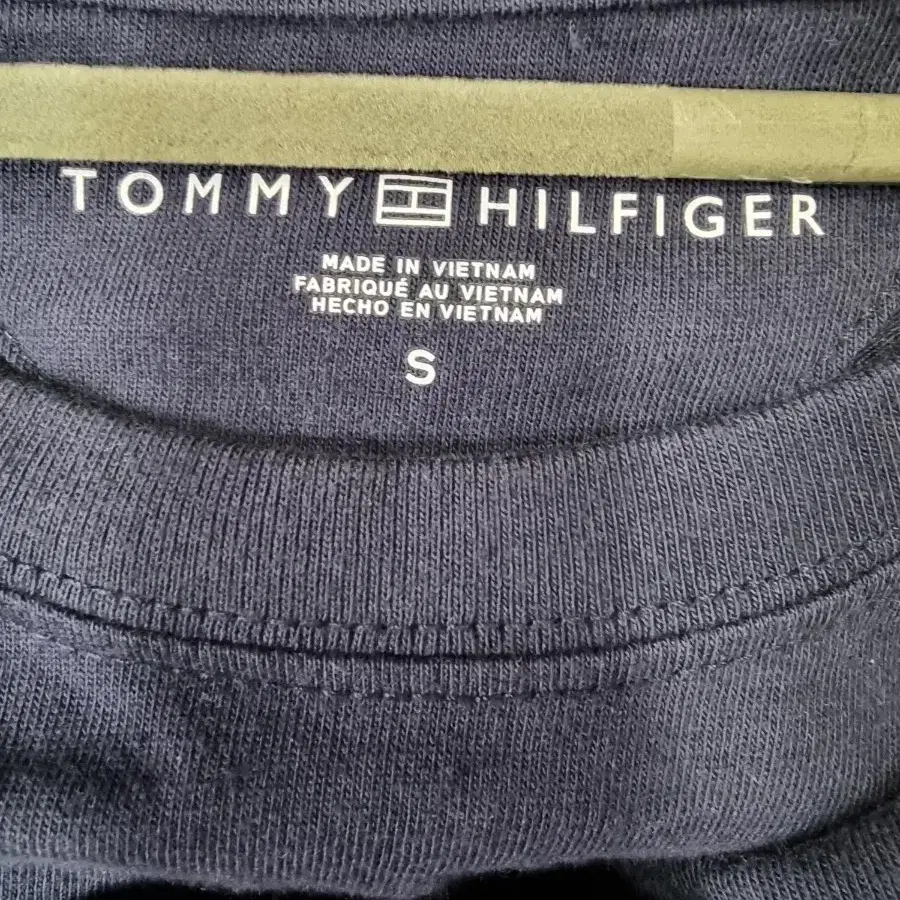 TOMMY HILFIGER
MADE IN VIETNAM
FABRIQUÉ AU VIETNAM
HECHO EN VIETNAM
S